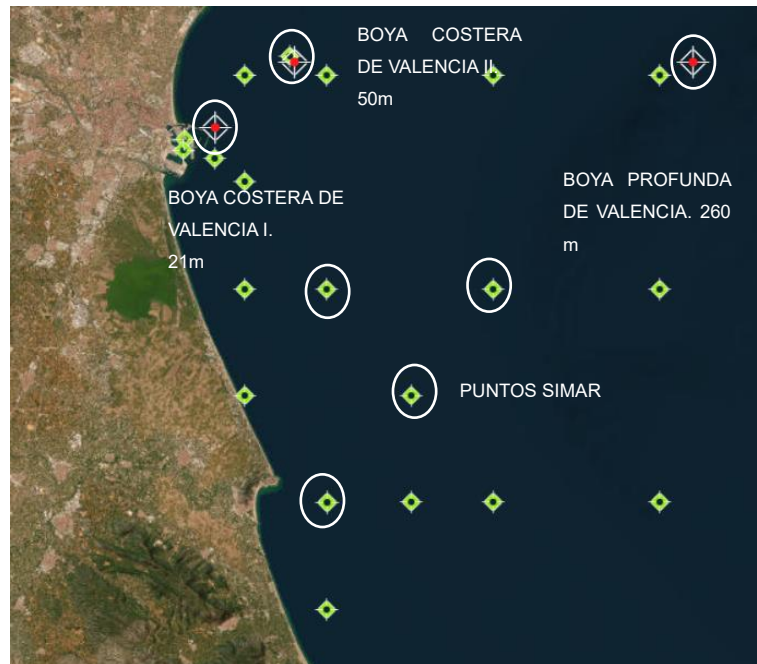 BOYA COSTERA
DE VALENCIA II
50m
BOYA PROFUNDA
DE VALENCIA. 260
m
BOYA COSTERA DE
VALENCIA I.
21m
PUNTOS SIMAR